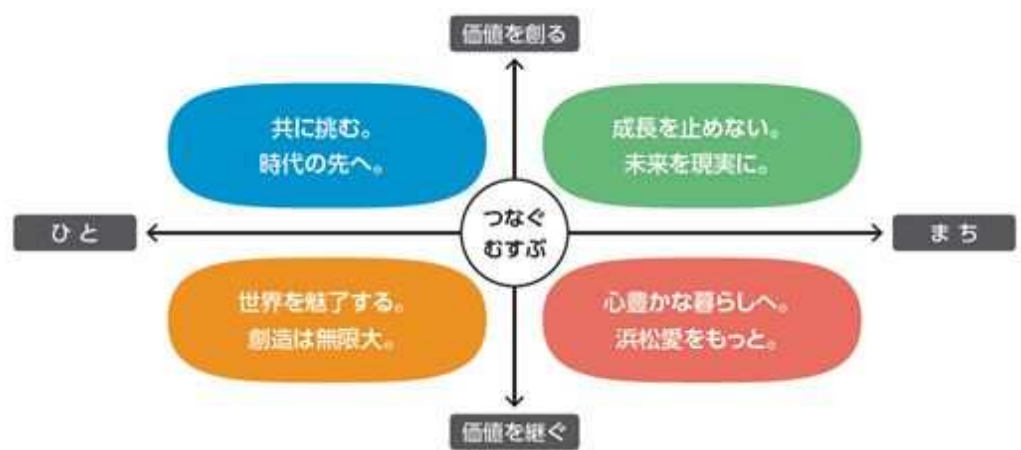 価値を創る
共に挑む。
時代の先へ。
成長を止めない。
未来を現実に。
ひと
つなぐ
むすぶ
まち
世界を魅了する。
創造は無限大。
心豊かな暮らしへ。
浜松愛をもっと。
価値を継ぐ